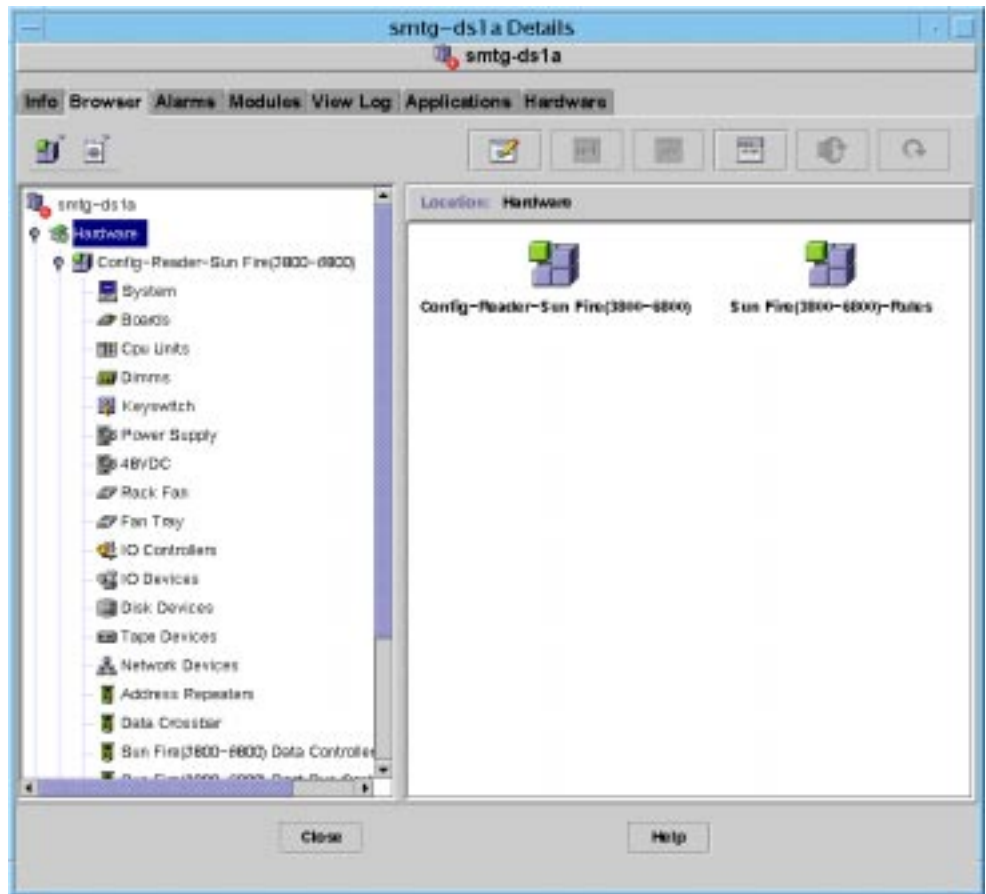 smtg-ds1a Details
smtg-ds1a
Info Browser Alarms Modules View Log Applications Hardware
smtg-ds1a
Hardware
Config-Reader-Sun Fire(3800-6800)
System
Boards
Cpu Units
Dimms
Keyswitch
Power Supply
48VDC
Rack Fan
Fan Tray
IO Controllers
IO Devices
Disk Devices
Tape Devices
Network Devices
Address Repeaters
Data Crossbar
Sun Fire(3800-6800) Data Controller
Location: Hardware
Config-Reader-Sun Fire(3800-6800)
Sun Fire(3800-6800)-Rules
Close
Help